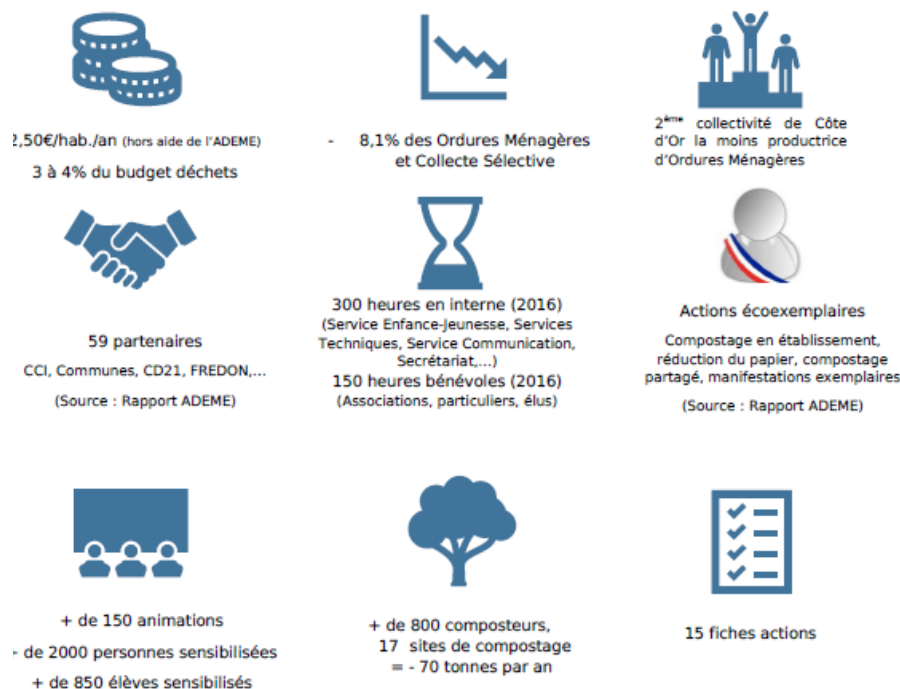 2,50€/hab./an (hors aide de l'ADEME)
3 à 4% du budget déchets
- 8,1% des Ordures Ménagères
et Collecte Sélective
2ème collectivité de Côte
d'Or la moins productrice
d'Ordures Ménagères
59 partenaires
CCI, Communes, CD21, FREDON,...
(Source : Rapport ADEME)
300 heures en interne (2016)
(Service Enfance-Jeunesse, Services
Techniques, Service Communication,
Secrétariat,...)
150 heures bénévoles (2016)
(Associations, particuliers, élus)
Actions écoexemplaires
Compostage en établissement,
réduction du papier, compostage
partagé, manifestations exemplaires
(Source : Rapport ADEME)
+ de 150 animations
+ de 2000 personnes sensibilisées
+ de 850 élèves sensibilisés
+ de 800 composteurs,
17 sites de compostage
= - 70 tonnes par an
15 fiches actions